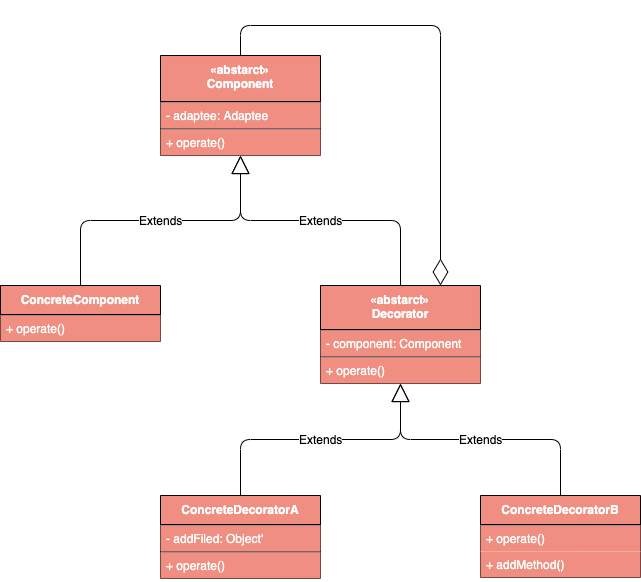 «abstarct»
Component
- adaptee: Adaptee
+ operate()
Extends
Extends
ConcreteComponent
+ operate()
«abstarct»
Decorator
- component: Component
+ operate()
Extends
Extends
ConcreteDecoratorA
- addFiled: Object'
+ operate()
ConcreteDecoratorB
+ operate()
+ addMethod()